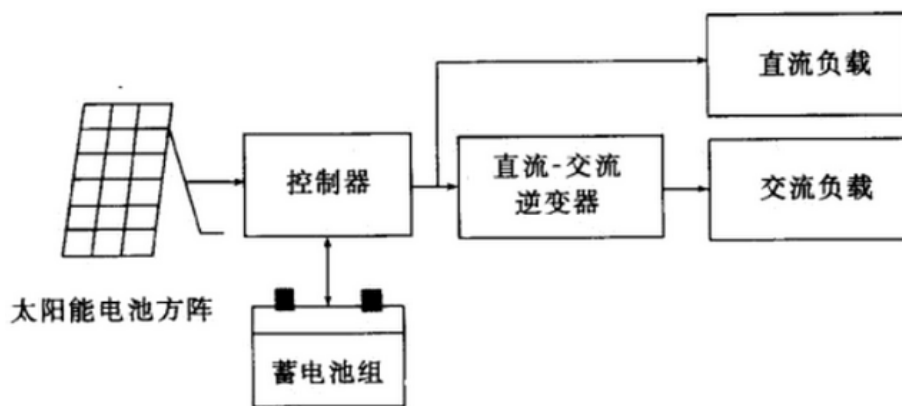 直流负载
控制器
直流-交流
逆变器
交流负载
太阳能电池方阵
蓄电池组